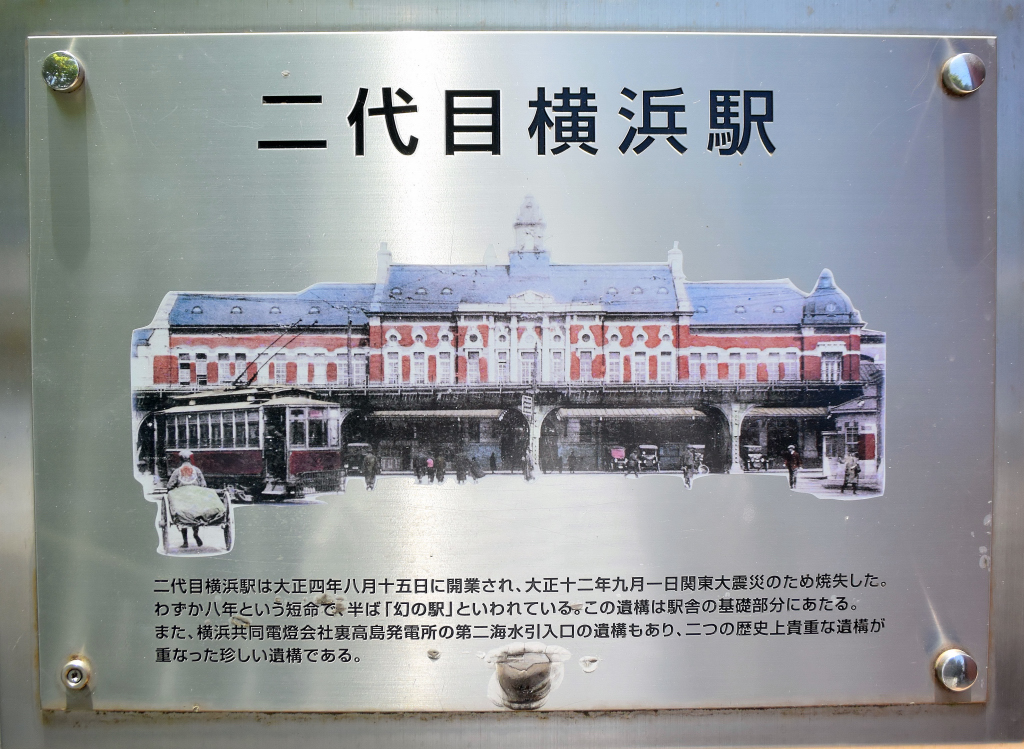 二代目横浜駅
二代目横浜駅は大正四年八月十五日に開業され、大正十二年九月一日関東大震災のため焼失した。
わずか八年という短命で、半ば「幻の駅」といわれている。この遺構は駅舎の基礎部分にあたる。
また、横浜共同電燈会社裏高島発電所の第二海水引入口の遺構もあり、二つの歴史上貴重な遺構が
重なった珍しい遺構である。